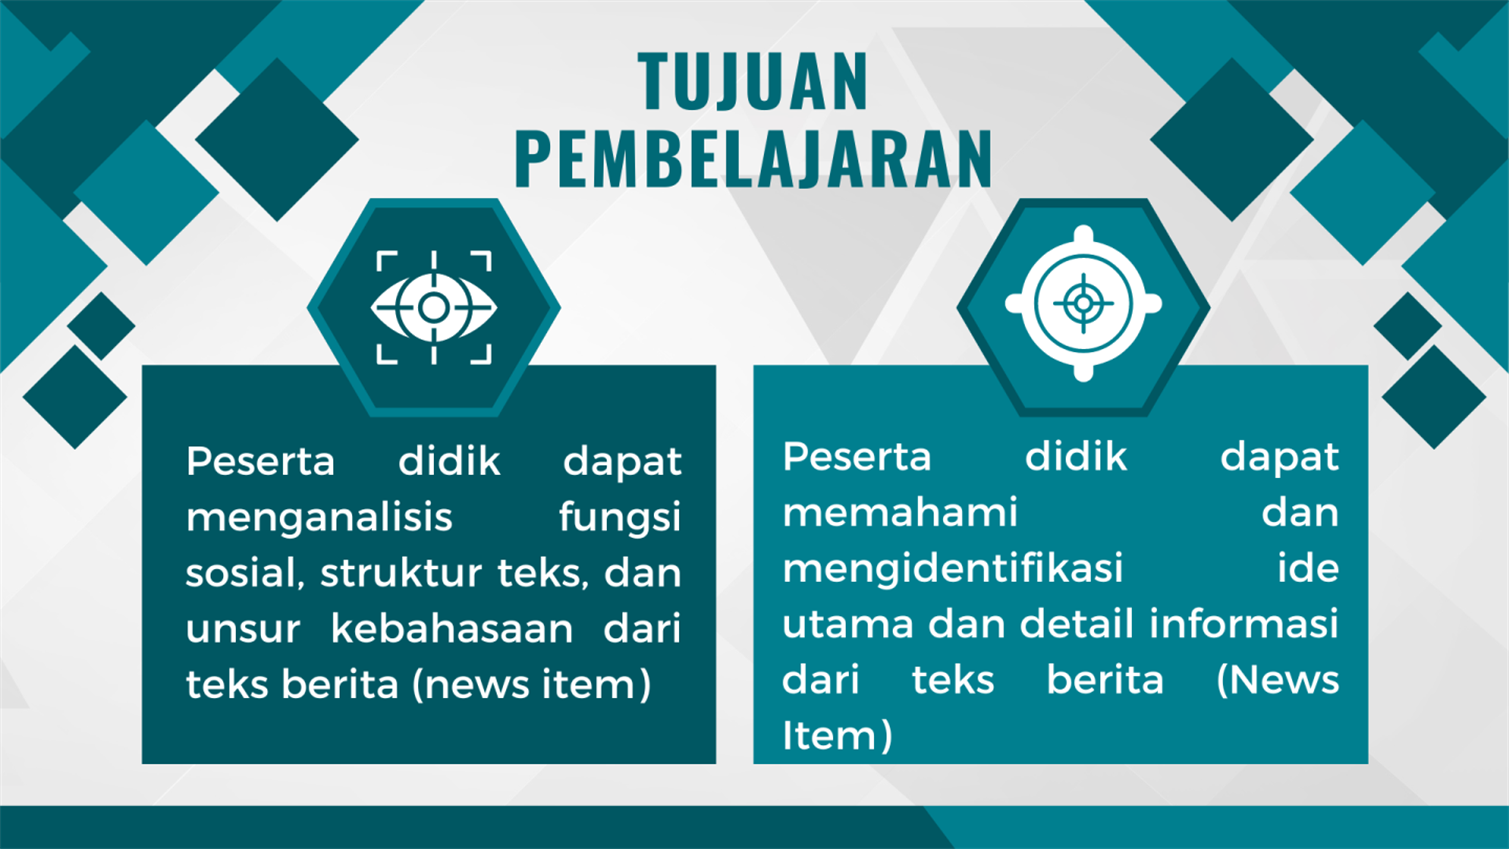 TUJUAN
PEMBELAJARAN
Peserta didik dapat
menganalisis fungsi
sosial, struktur teks, dan
unsur kebahasaan dari
teks berita (news item)
Peserta didik dapat
memahami dan
mengidentifikasi ide
utama dan detail informasi
dari teks berita (News
Item)